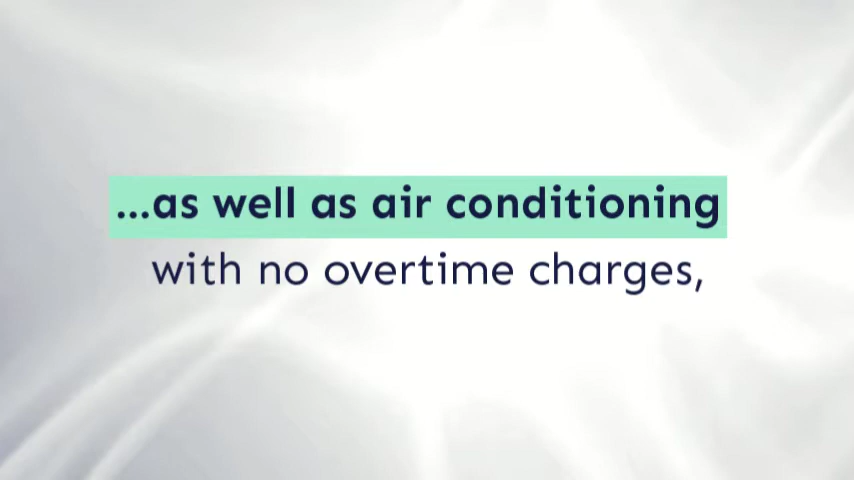 ...as well as air conditioning
with no overtime charges,